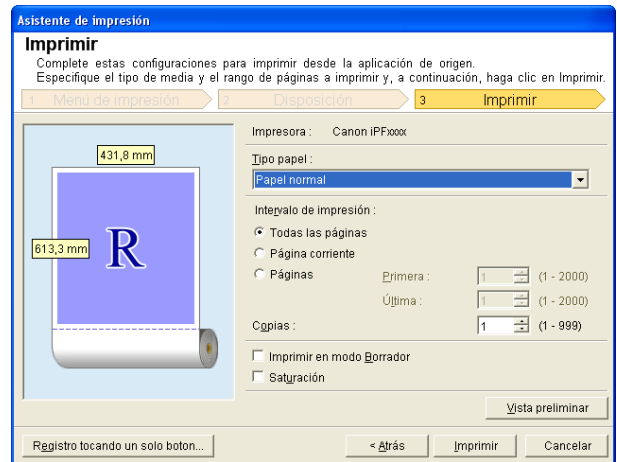 Asistente de impresión
Imprimir
Complete estas configuraciones para imprimir desde la aplicación de origen.
Especifique el tipo de media y el rango de páginas a imprimir y, a continuación, haga clic en Imprimir.
1 Menú de impresión 2 Disposición 3 Imprimir
Impresora : Canon iPFxxxx
431,8 mm
Tipo papel :
Papel normal
Intervalo de impresión :
Todas las páginas
613,3 mm R
Página corriente
Páginas Primera : 1 (1 - 2000)
Última : 1 (1 - 2000)
Copias : 1 (1 - 999)
Imprimir en modo Borrador
Saturación
Vista preliminar
Registro tocando un solo boton... < Atrás Imprimir Cancelar